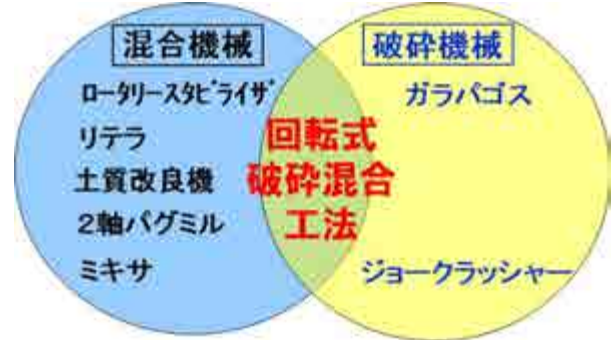 混合機械
ロータリースタビライザ
リテラ
土質改良機
2軸パグミル
ミキサ
回転式
破砕混合
工法
破砕機械
ガラパゴス
ジョークラッシャー